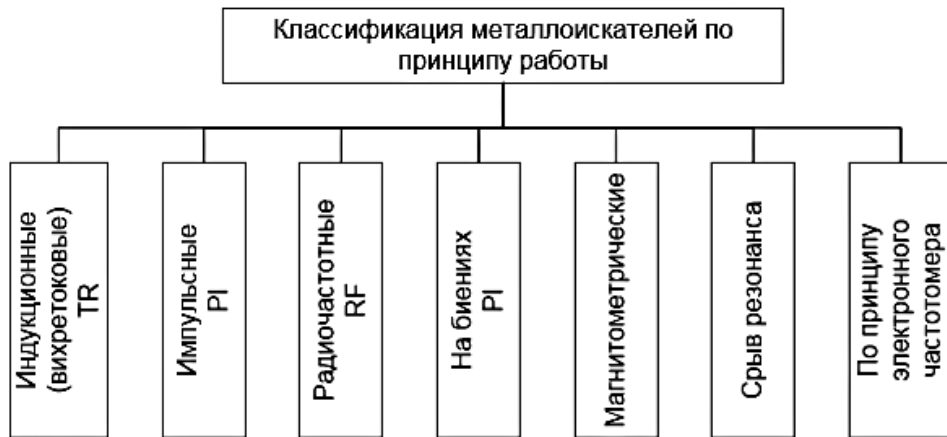 Классификация металлоискателей по
принципу работы
Индукционные
(вихретоковые)
TR
Импульсные
PI
Радиочастотные
RF
На биениях
PI
Магнитометрические
Срыв резонанса
По принципу
электронного
частотомера